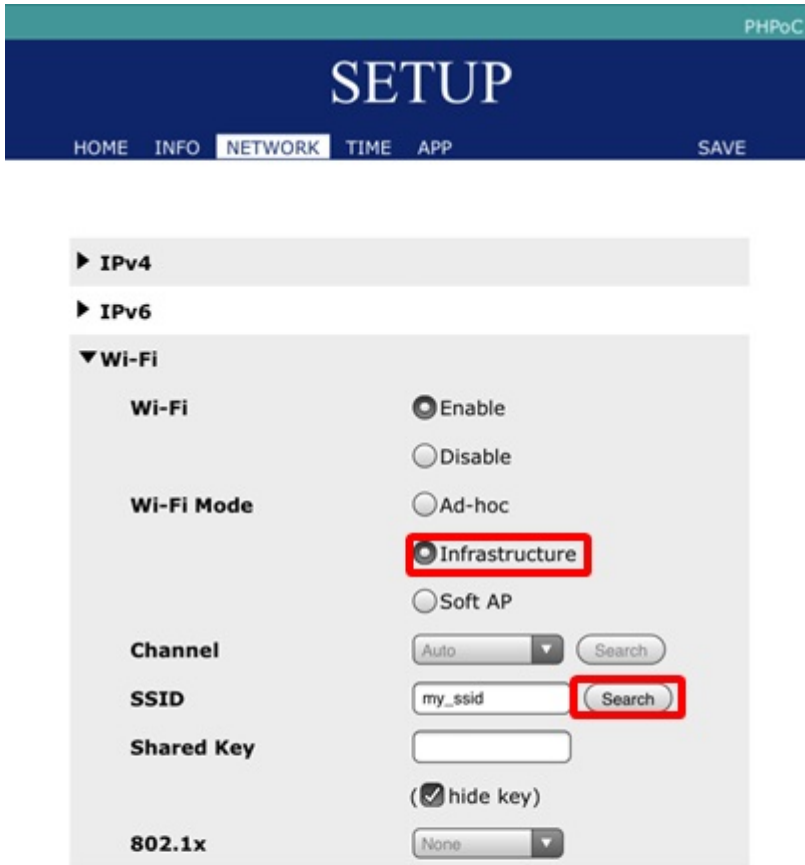 PHPoC
SETUP
HOME INFO NETWORK TIME APP SAVE
IPv4
IPv6
Wi-Fi
Wi-Fi Enable
Disable
Wi-Fi Mode Ad-hoc
Infrastructure
Soft AP
Channel Auto Search
SSID my_ssid Search
Shared Key
(hide key)
802.1x None